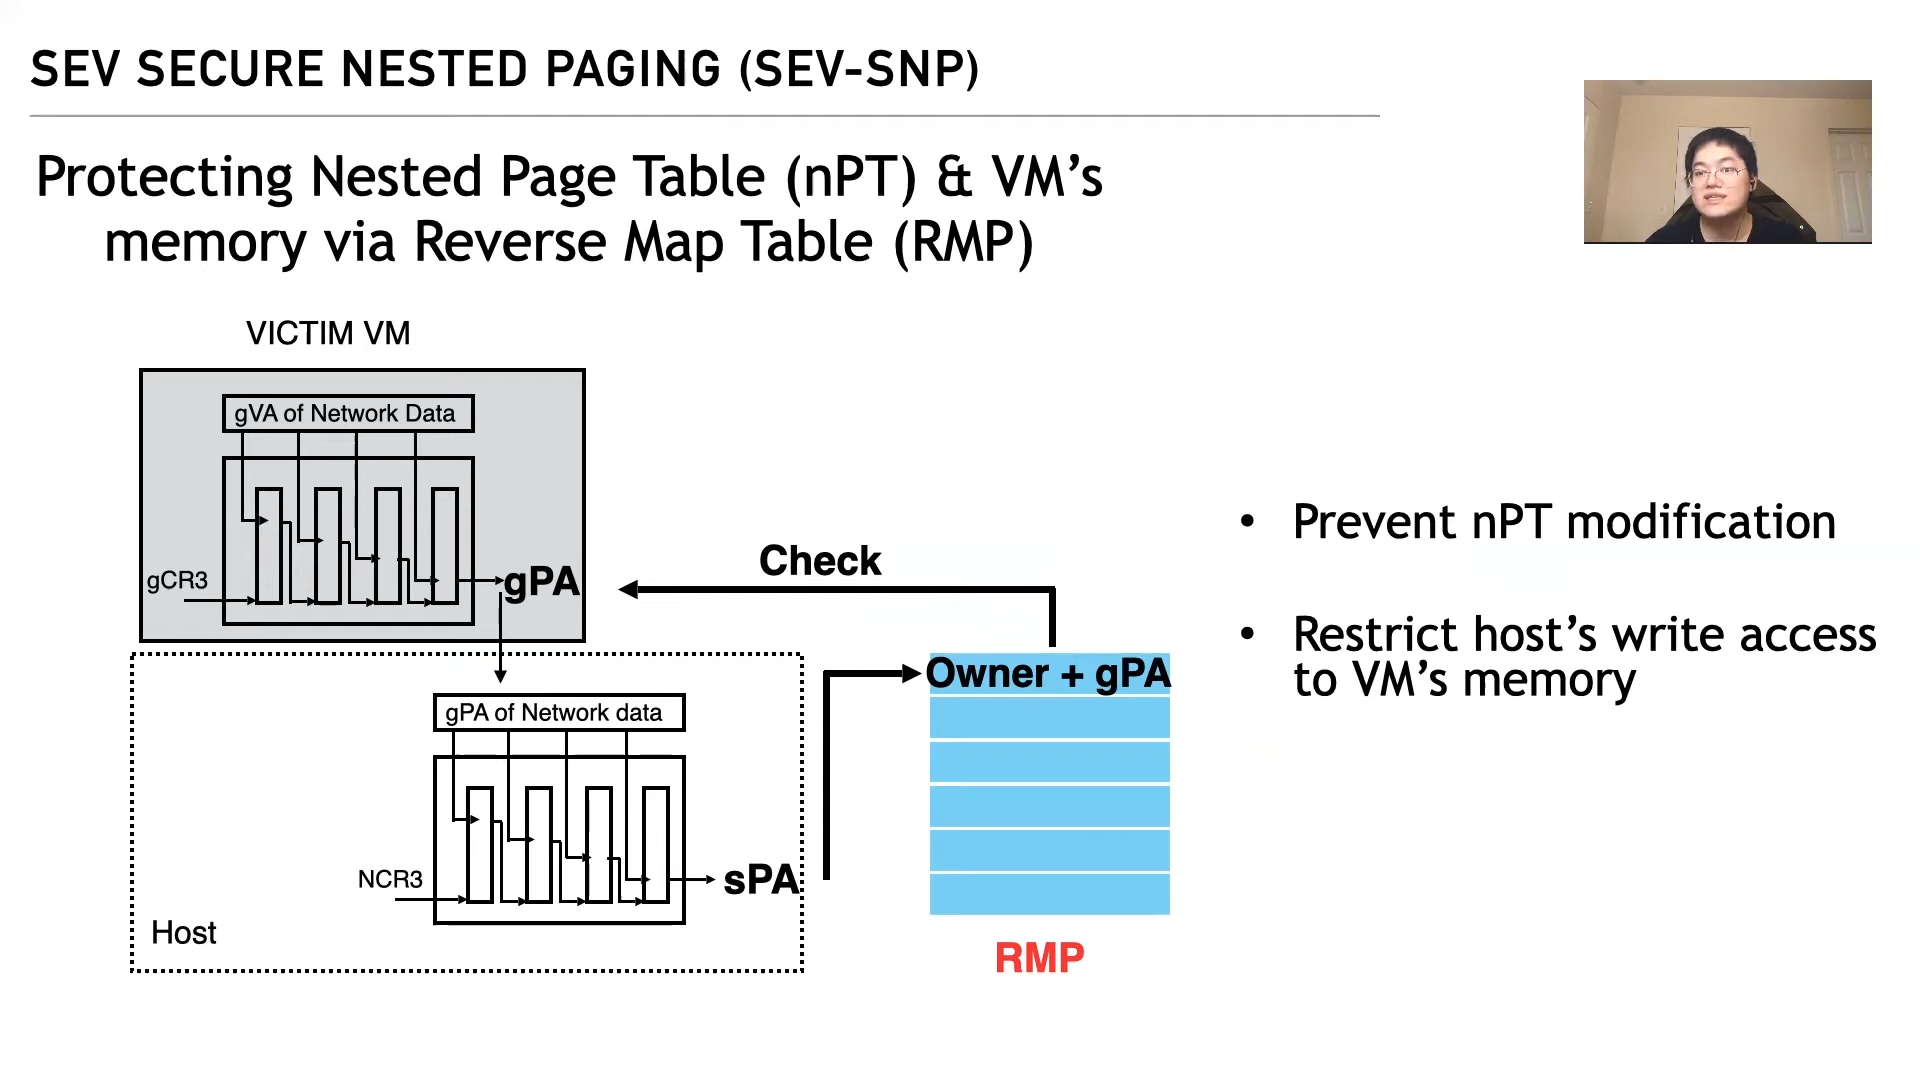 SEV SECURE NESTED PAGING (SEV-SNP)
Protecting Nested Page Table (nPT) & VM’s
memory via Reverse Map Table (RMP)
VICTIM VM
gVA of Network Data
gCR3
gPA
Check
Owner + gPA
gPA of Network data
NCR3
sPA
Host
RMP
• Prevent nPT modification
• Restrict host’s write access
to VM’s memory